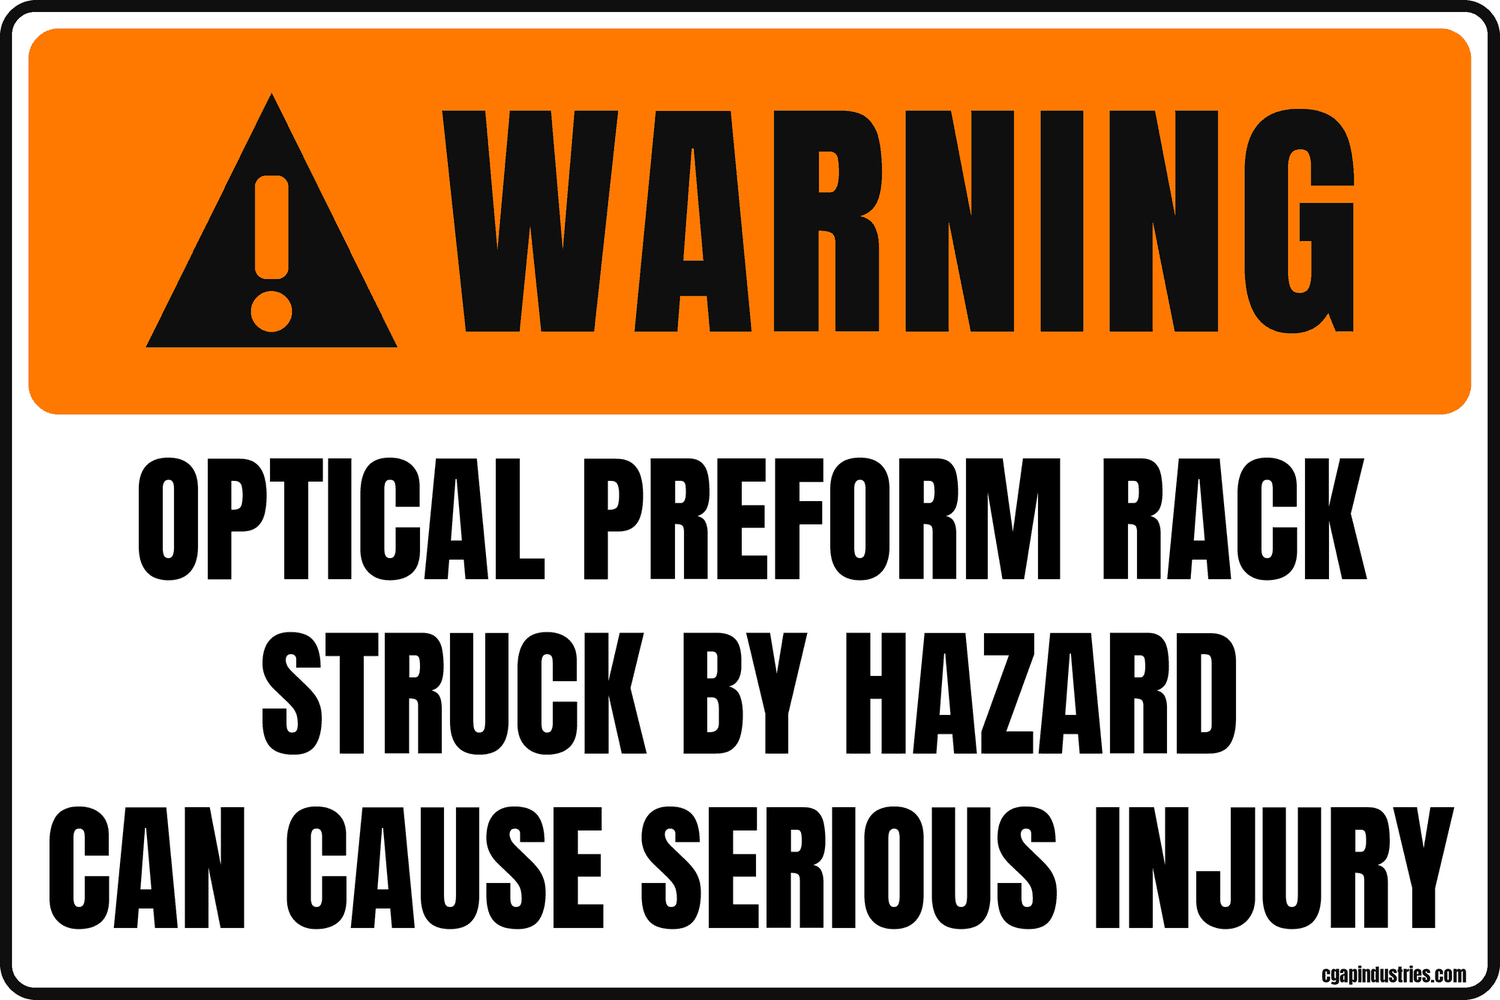 WARNING
OPTICAL PREFORM RACK
STRUCK BY HAZARD
CAN CAUSE SERIOUS INJURY
cgapindustries.com